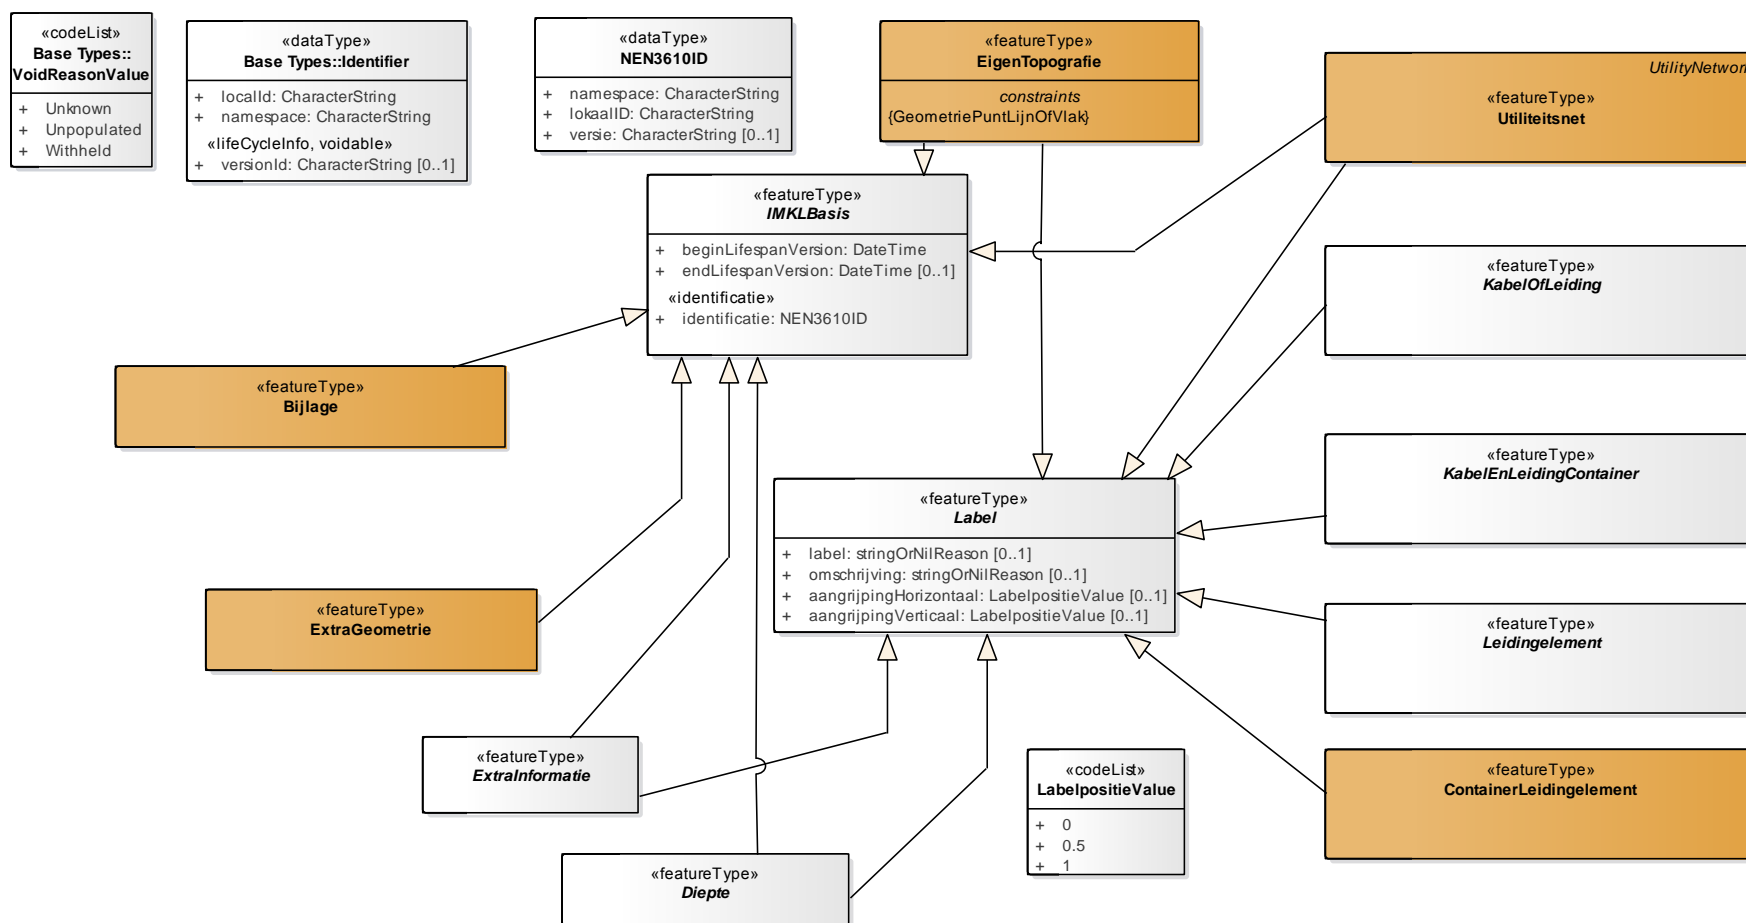 «codeList»
Base Types::
VoidReasonValue
+ Unknown
+ Unpopulated
+ Withheld
«dataType»
Base Types::Identifier
+ localId: CharacterString
+ namespace: CharacterString
«lifeCycleInfo, voidable»
+ versionId: CharacterString [0..1]
«dataType»
NEN3610ID
+ namespace: CharacterString
+ lokaalID: CharacterString
+ versie: CharacterString [0..1]
«featureType»
EigenTopografie
constraints
{GeometriePuntLijnOfVlak}
UtilityNetwork
«featureType»
Utiliteitsnet
«featureType»
IMKLBasis
+ beginLifespanVersion: DateTime
+ endLifespanVersion: DateTime [0..1]
«identificatie»
+ identificatie: NEN3610ID
«featureType»
KabelOfLeiding
«featureType»
Bijlage
«featureType»
KabelEnLeidingContainer
«featureType»
Label
+ label: stringOrNilReason [0..1]
+ omschrijving: stringOrNilReason [0..1]
+ aangrijpingHorizontaal: LabelpositieValue [0..1]
+ aangrijpingVerticaal: LabelpositieValue [0..1]
«featureType»
ExtraGeometrie
«featureType»
Leidingelement
«featureType»
ExtraInformatie
«codeList»
LabelpositieValue
+ 0
+ 0.5
+ 1
«featureType»
ContainerLeidingelement
«featureType»
Diepte